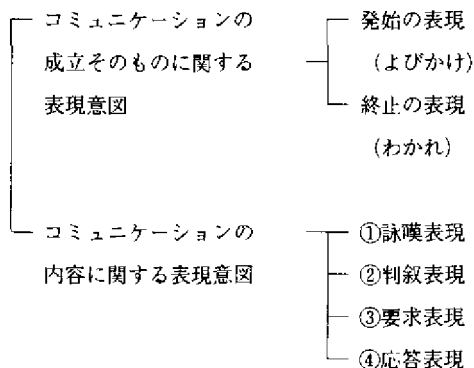 コミュニケーションの
成立そのものに関する
表現意図
発始の表現
(よびかけ)
終止の表現
(わかれ)
コミュニケーションの
内容に関する表現意図
①詠嘆表現
②判叙表現
③要求表現
④応答表現